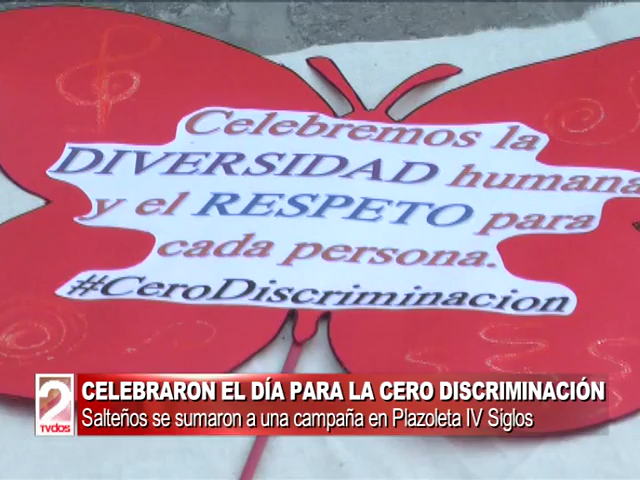 Celebremos la
DIVERSIDAD humana
y el RESPETO para
cada persona.
#CeroDiscriminacion
2
TVdos
CELEBRARON EL DÍA PARA LA CERO DISCRIMINACIÓN
Salteños se sumaron a una campaña en Plazoleta IV Siglos